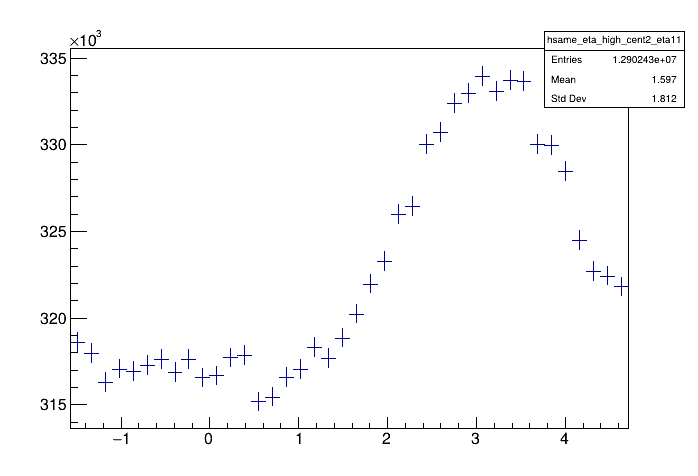 ×10³
hsame_eta_high_cent2_eta11
Entries 1.290243e+07
Mean 1.597
Std Dev 1.812
335
330
325
320
315
−1 0 1 2 3 4